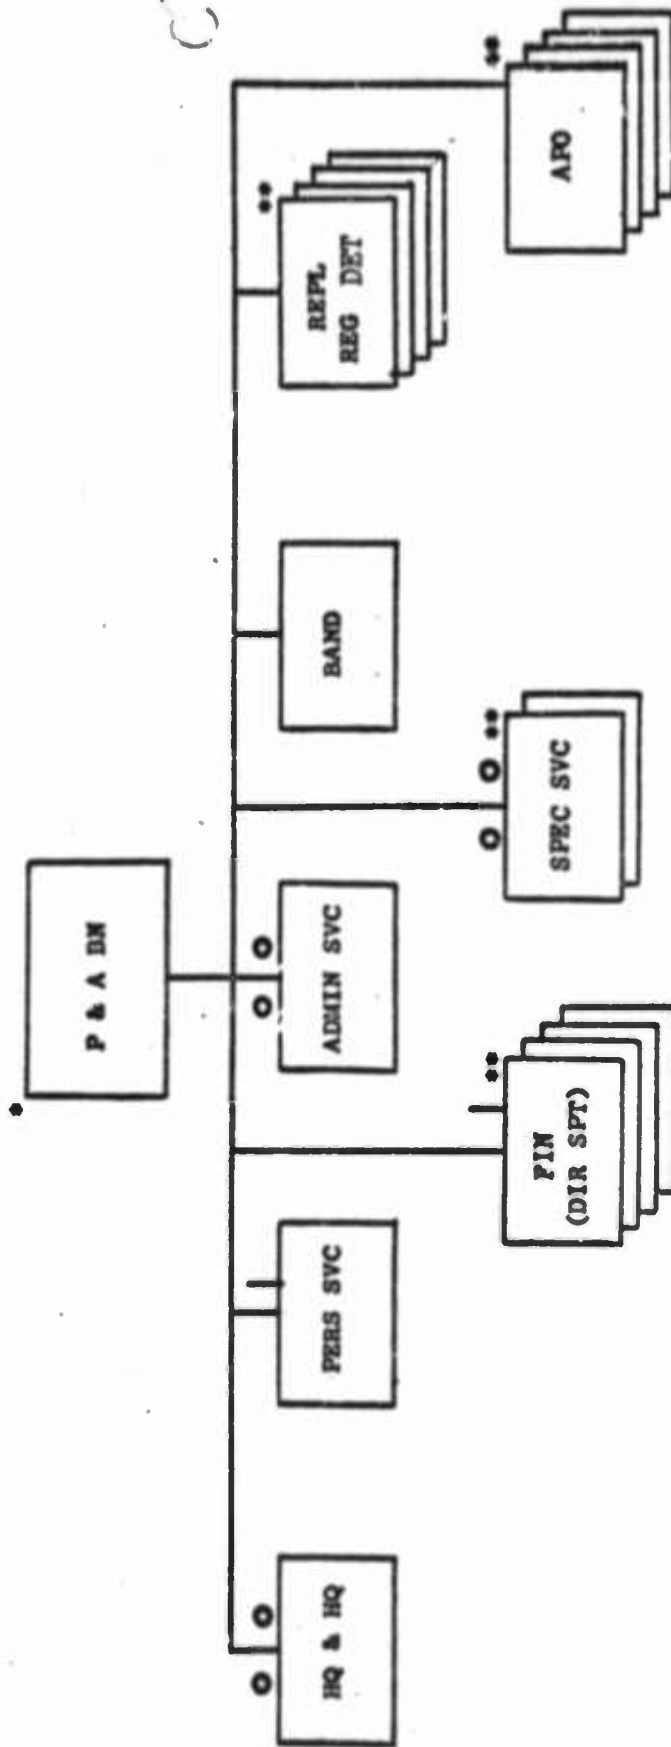 *
P & A BN
O O
HQ & HQ
PERS SVC
O O
ADMIN SVC
BAND
**
REPL
REG DET
**
FIN
(DIR SPT)
O O **
SPEC SVC
**
APO